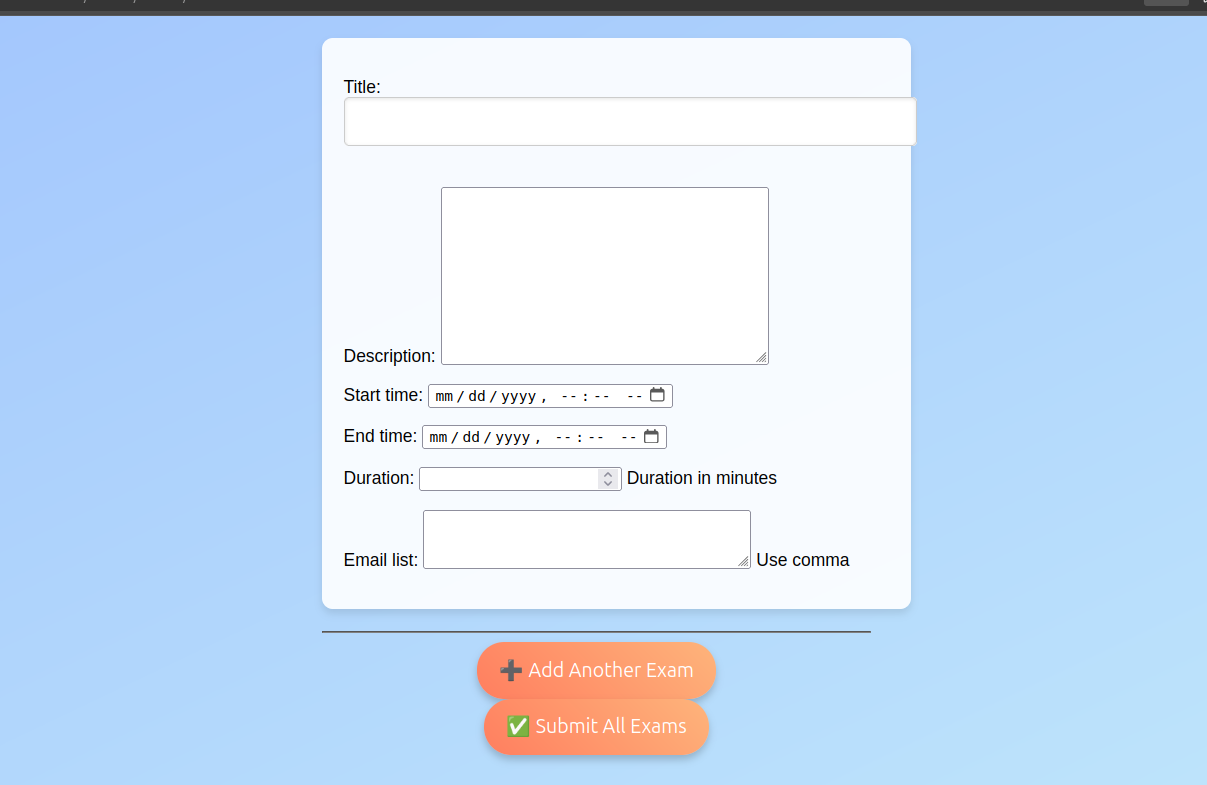 Title:
Description:
Start time: mm/dd/yyyy, --:-- --
End time: mm/dd/yyyy, --:-- --
Duration: Duration in minutes
Email list: Use comma
➕ Add Another Exam
✅ Submit All Exams